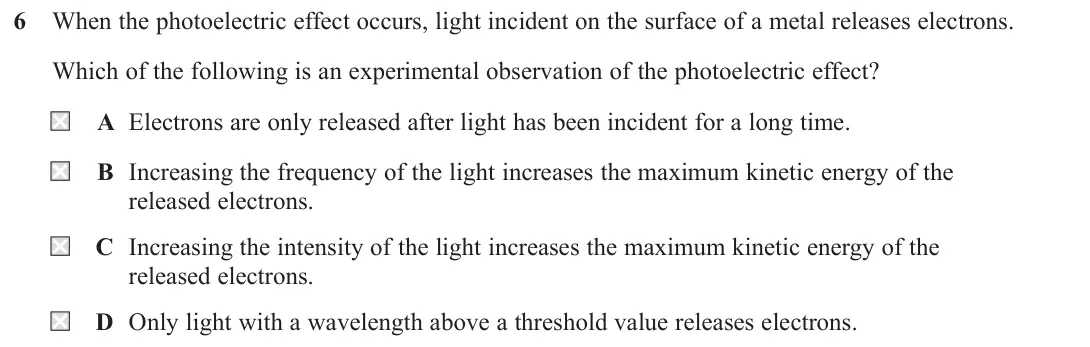 6 When the photoelectric effect occurs, light incident on the surface of a metal releases electrons.
Which of the following is an experimental observation of the photoelectric effect?
A Electrons are only released after light has been incident for a long time.
B Increasing the frequency of the light increases the maximum kinetic energy of the
released electrons.
C Increasing the intensity of the light increases the maximum kinetic energy of the
released electrons.
D Only light with a wavelength above a threshold value releases electrons.